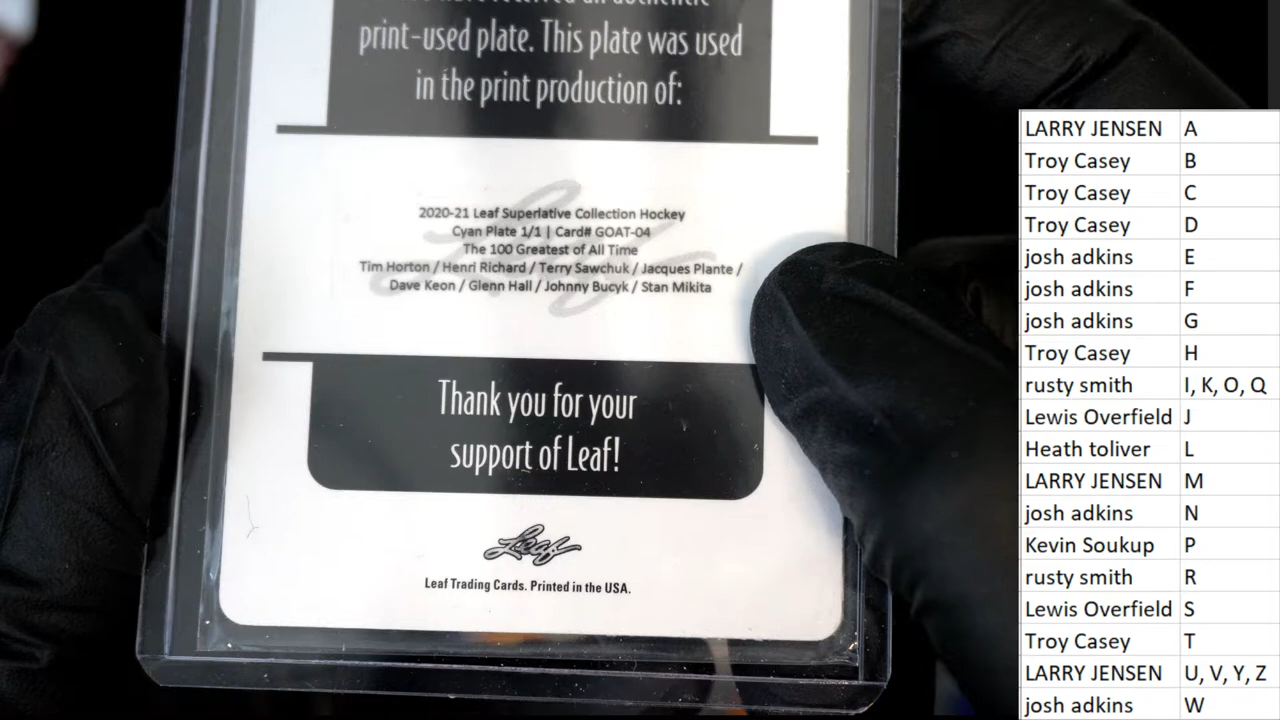 print-used plate. This plate was used
in the print production of:
2020-21 Leaf Superlative Collection Hockey
Cyan Plate 1/1 | Card# GOAT-04
The 100 Greatest of All Time
Tim Horton / Henri Richard / Terry Sawchuk / Jacques Plante /
Dave Keon / Glenn Hall / Johnny Bucyk / Stan Mikita
Thank you for your
support of Leaf!
Leaf
Leaf Trading Cards. Printed in the USA.
LARRY JENSEN A
Troy Casey B
Troy Casey C
Troy Casey D
josh adkins E
josh adkins F
josh adkins G
Troy Casey H
rusty smith I, K, O, Q
Lewis Overfield J
Heath toliver L
LARRY JENSEN M
josh adkins N
Kevin Soukup P
rusty smith R
Lewis Overfield S
Troy Casey T
LARRY JENSEN U, V, Y, Z
josh adkins W